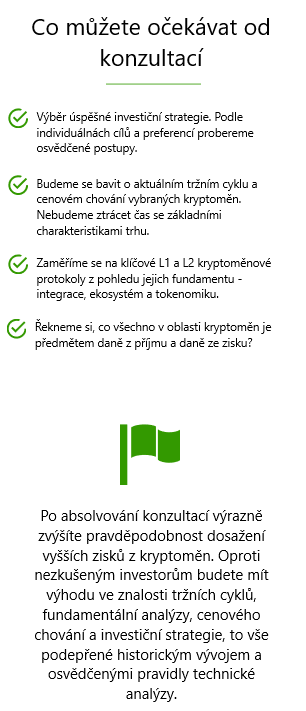 Co můžete očekávat od
konzultací
Výběr úspěšné investiční strategie. Podle
individuálnách cílů a preferencí probereme
osvědčené postupy.
Budeme se bavit o aktuálním tržním cyklu a
cenovém chování vybraných kryptoměn.
Nebudeme ztrácet čas se základními
charakteristikami trhu.
Zaměříme se na klíčové L1 a L2 kryptoměnové
protokoly z pohledu jejich fundamentu -
integrace, ekosystém a tokenomiku.
Řekneme si, co všechno v oblasti kryptoměn je
předmětem daně z příjmu a daně ze zisku?
Po absolvování konzultací výrazně
zvýšíte pravděpodobnost dosažení
vyšších zisků z kryptoměn. Oproti
nezkušeným investorům budete mít
výhodu ve znalosti tržních cyklů,
fundamentální analýzy, cenového
chování a investiční strategie, to vše
podepřené historickým vývojem a
osvědčenými pravidly technické
analýzy.